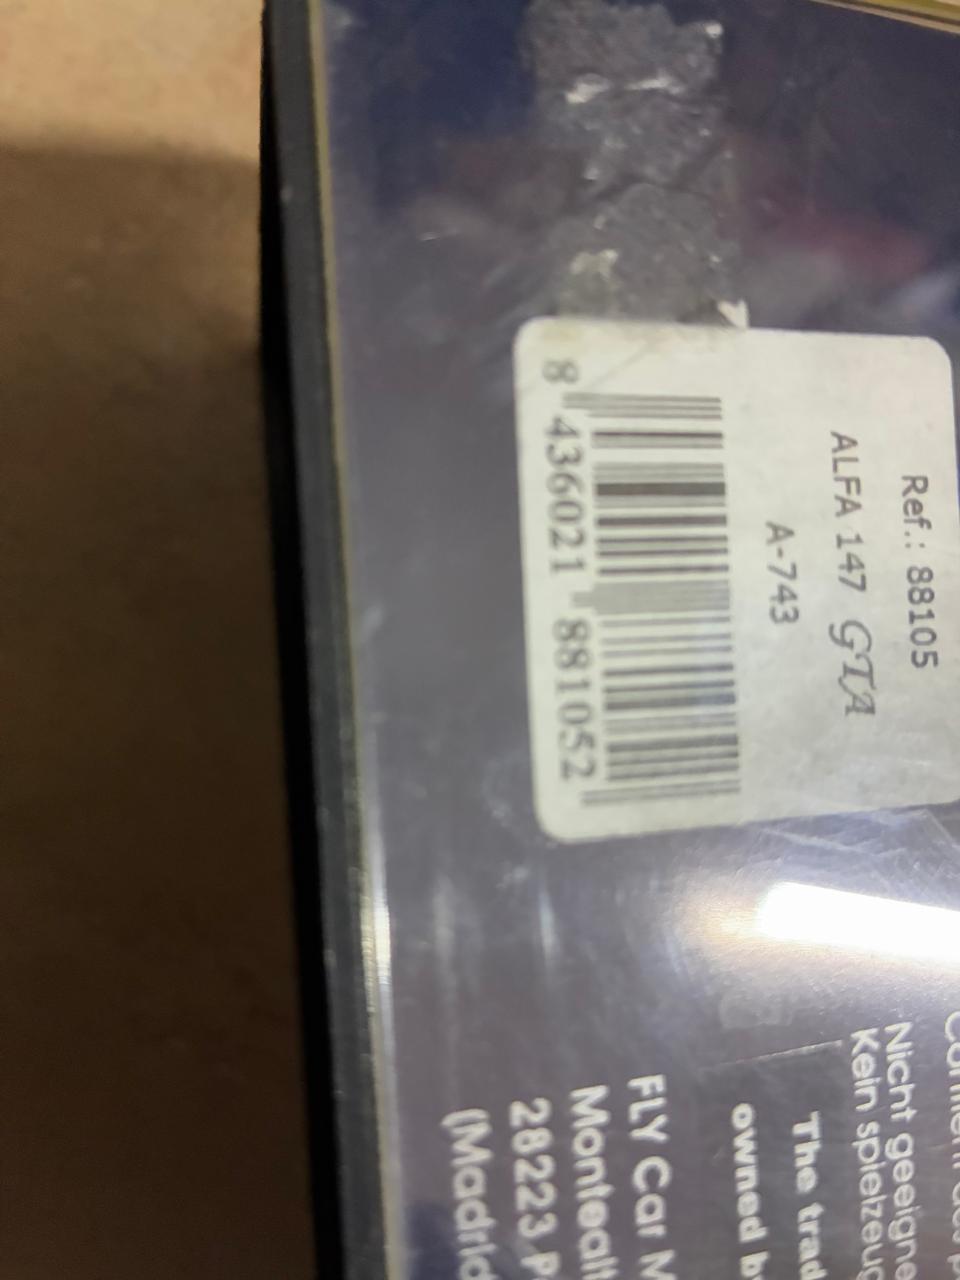 Ref.: 88105
ALFA 147 GTA
A-743
8 436021 881052
Nicht geeigne
Kein spielzeug
The trad
owned b
FLY Car M
Montealt
28223 P
(Madrid